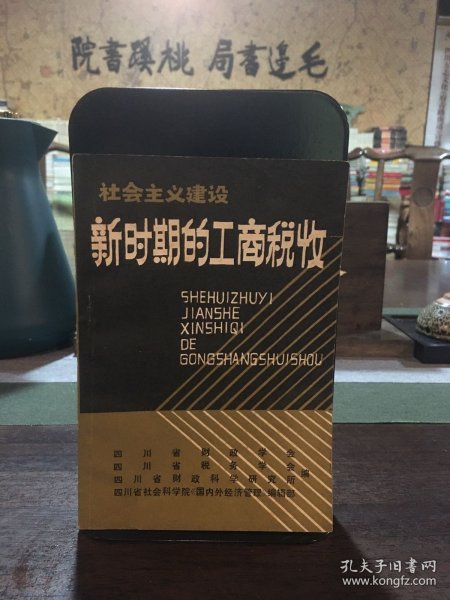 院書蹊桃 局書邊毛
社会主义建设
新时期的工商税收
SHEHUIZHUYI
JIANSHE
XINSHIQI
DE
GONGSHANGSHUISHOU
四川省财政学会
四川省税务学会
四川省财政科学研究所 编
四川省社会科学院《国内外经济管理》编辑部
孔夫子旧书网
www.kongfz.com